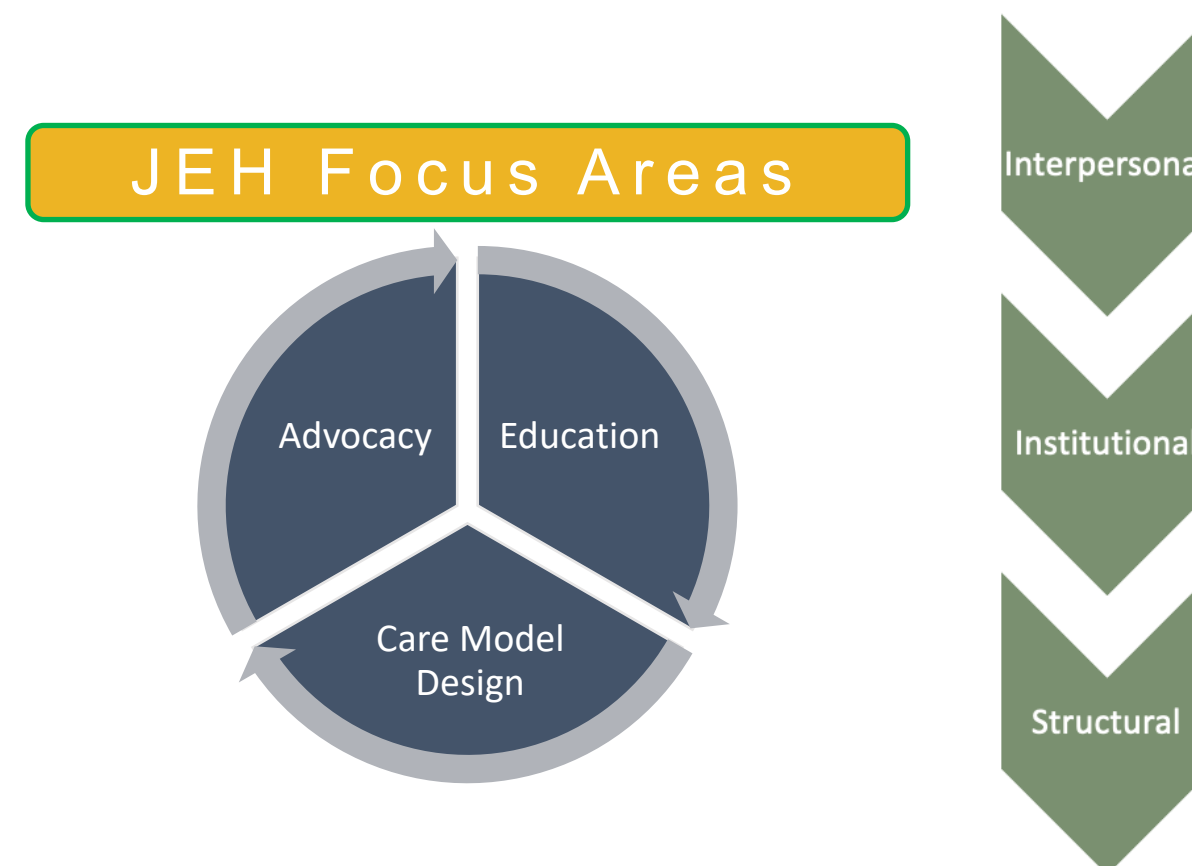 JEH Focus Areas
Advocacy
Education
Care Model
Design
Interpersona
Institutional
Structural